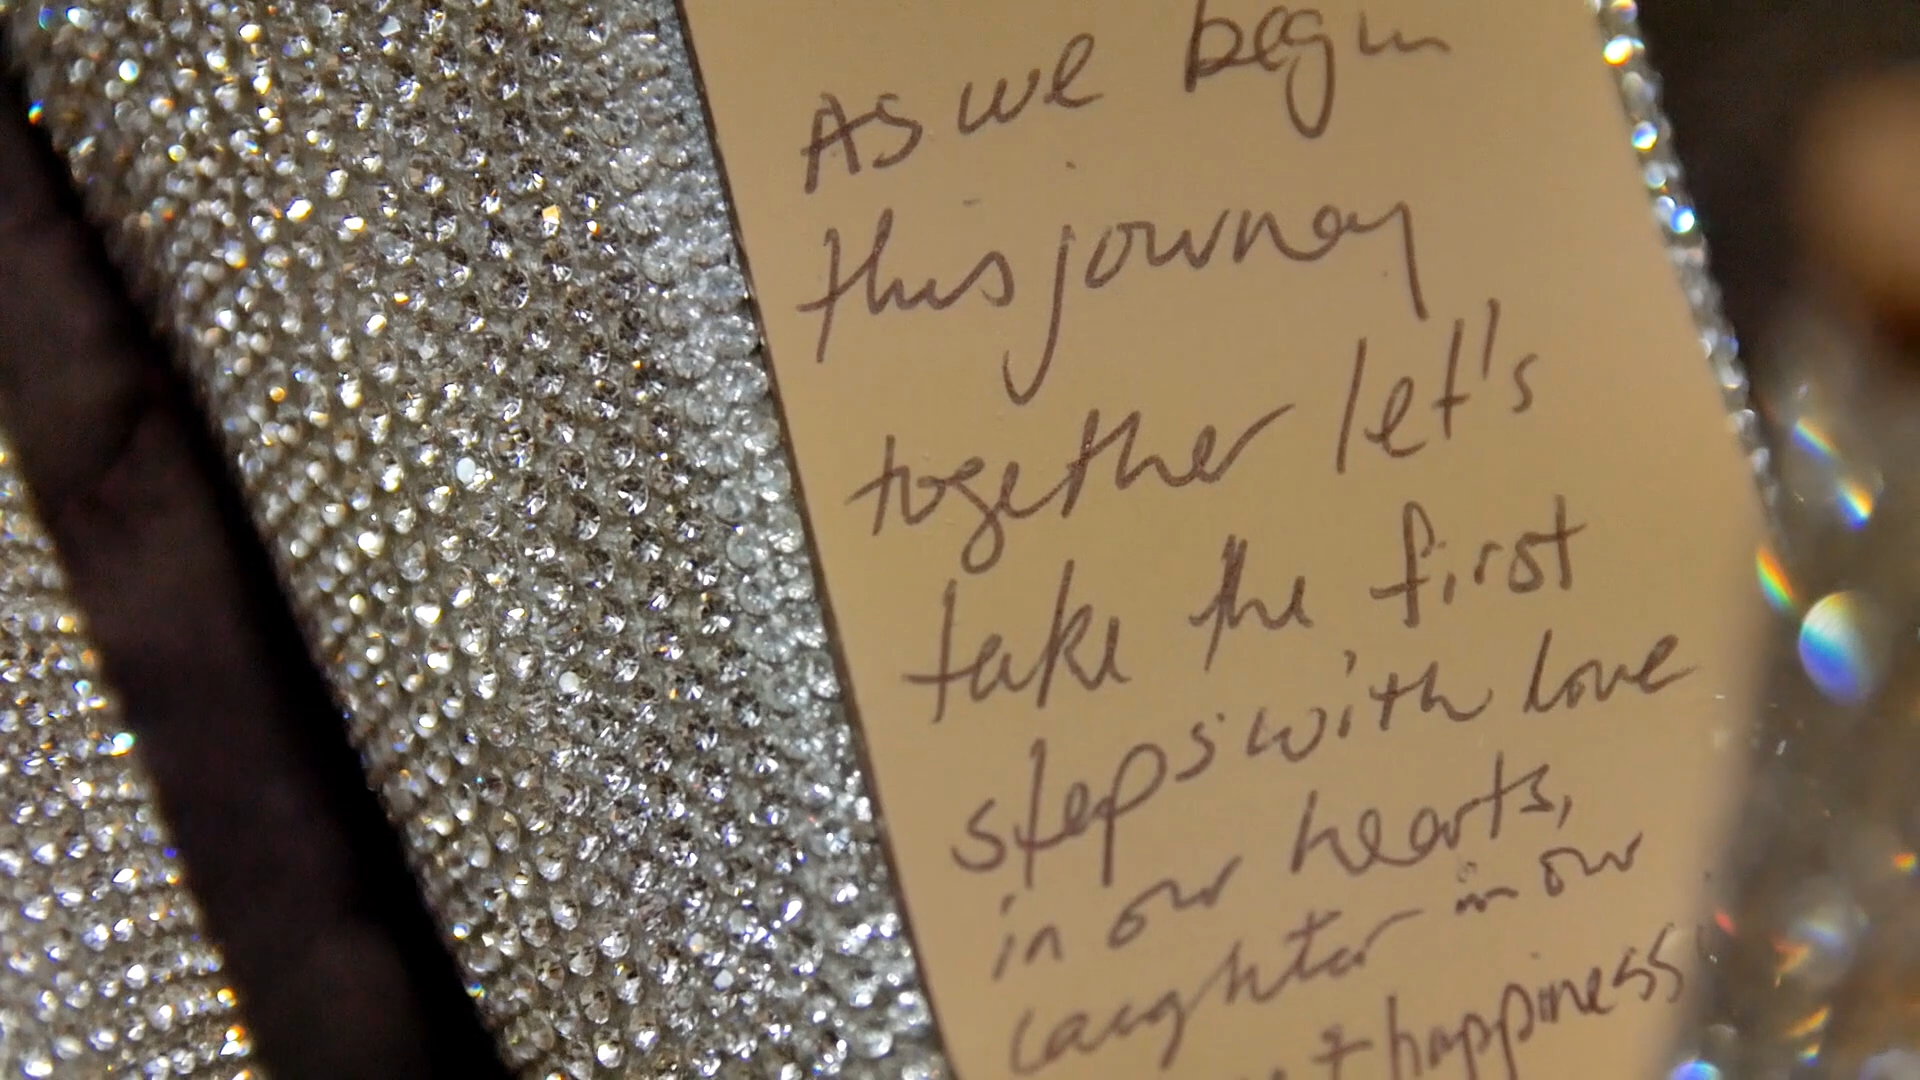 As we begin
this journey
together let's
take the first
steps with love
in our hearts,
laughter in our
+ happiness